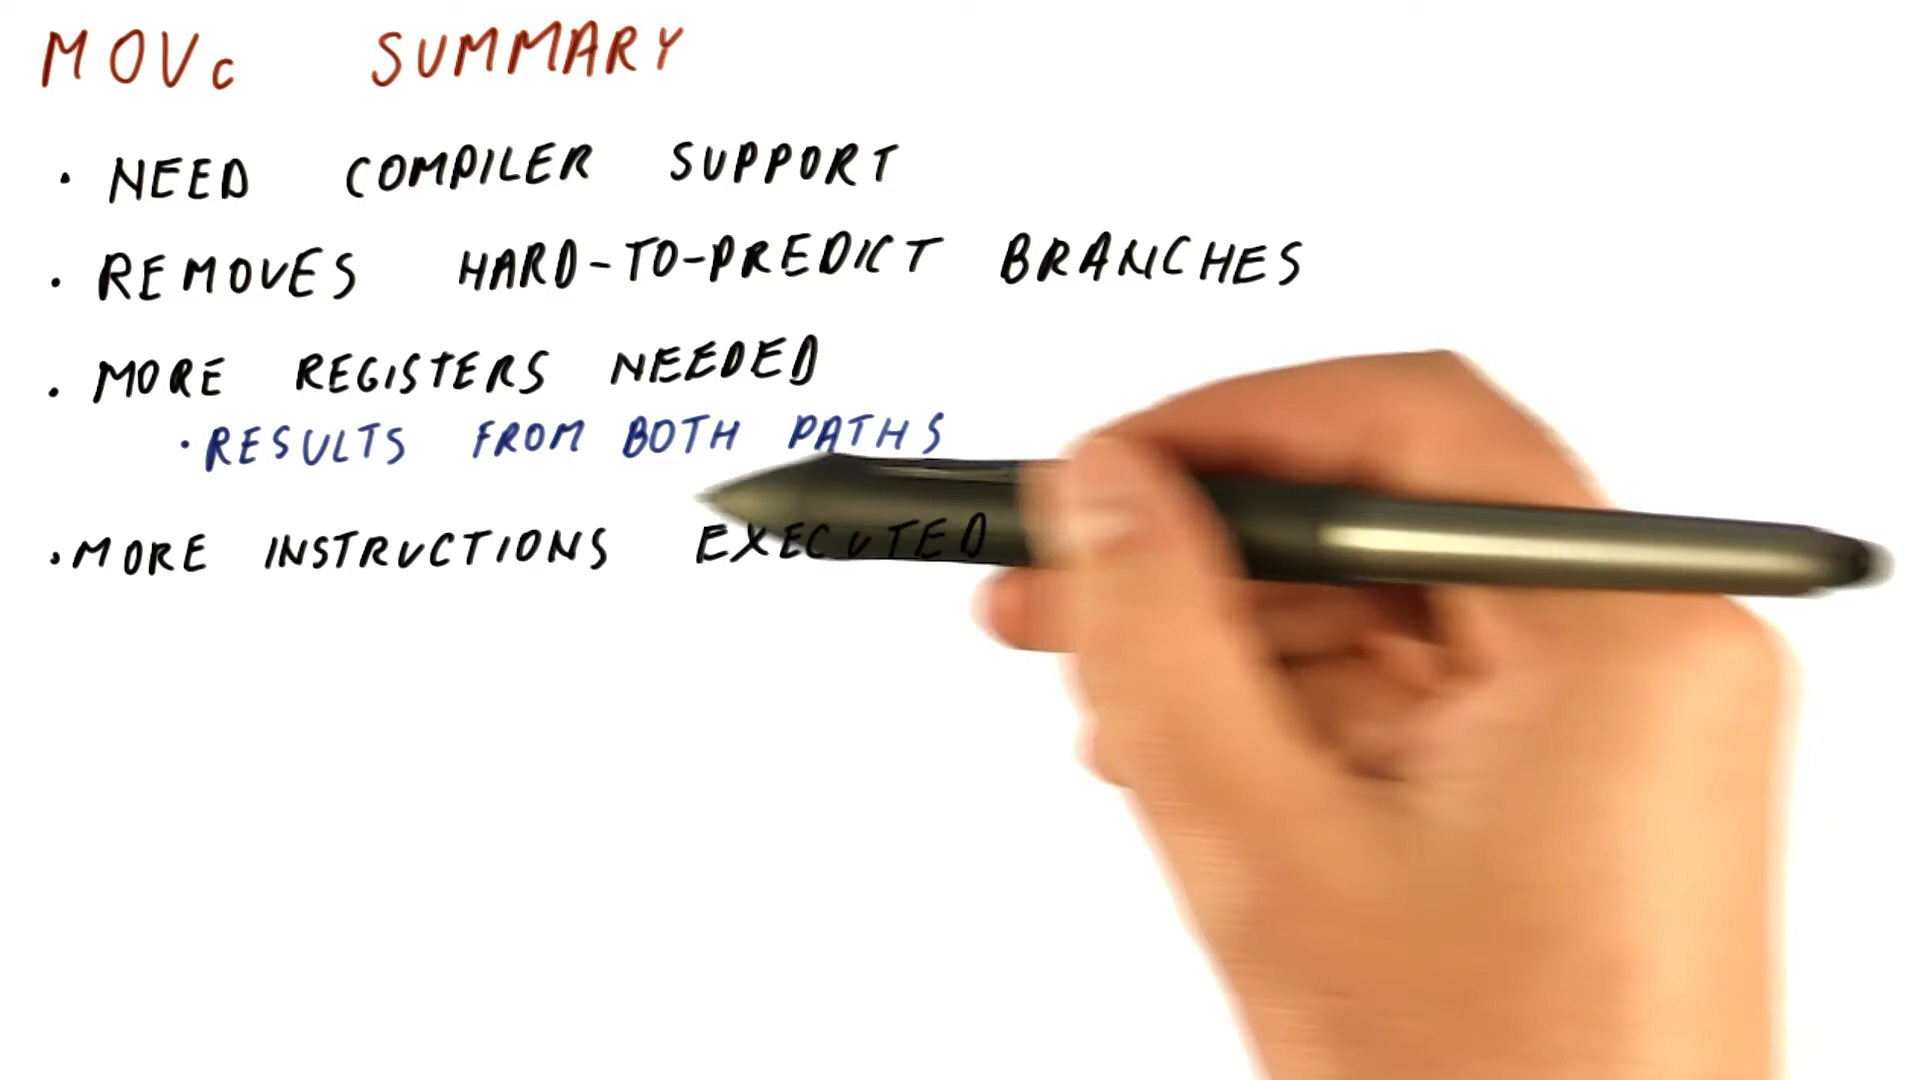 MOVc SUMMARY
· NEED COMPILER SUPPORT
· REMOVES HARD-TO-PREDICT BRANCHES
· MORE REGISTERS NEEDED
· RESULTS FROM BOTH PATHS
· MORE INSTRUCTIONS EXECUTED